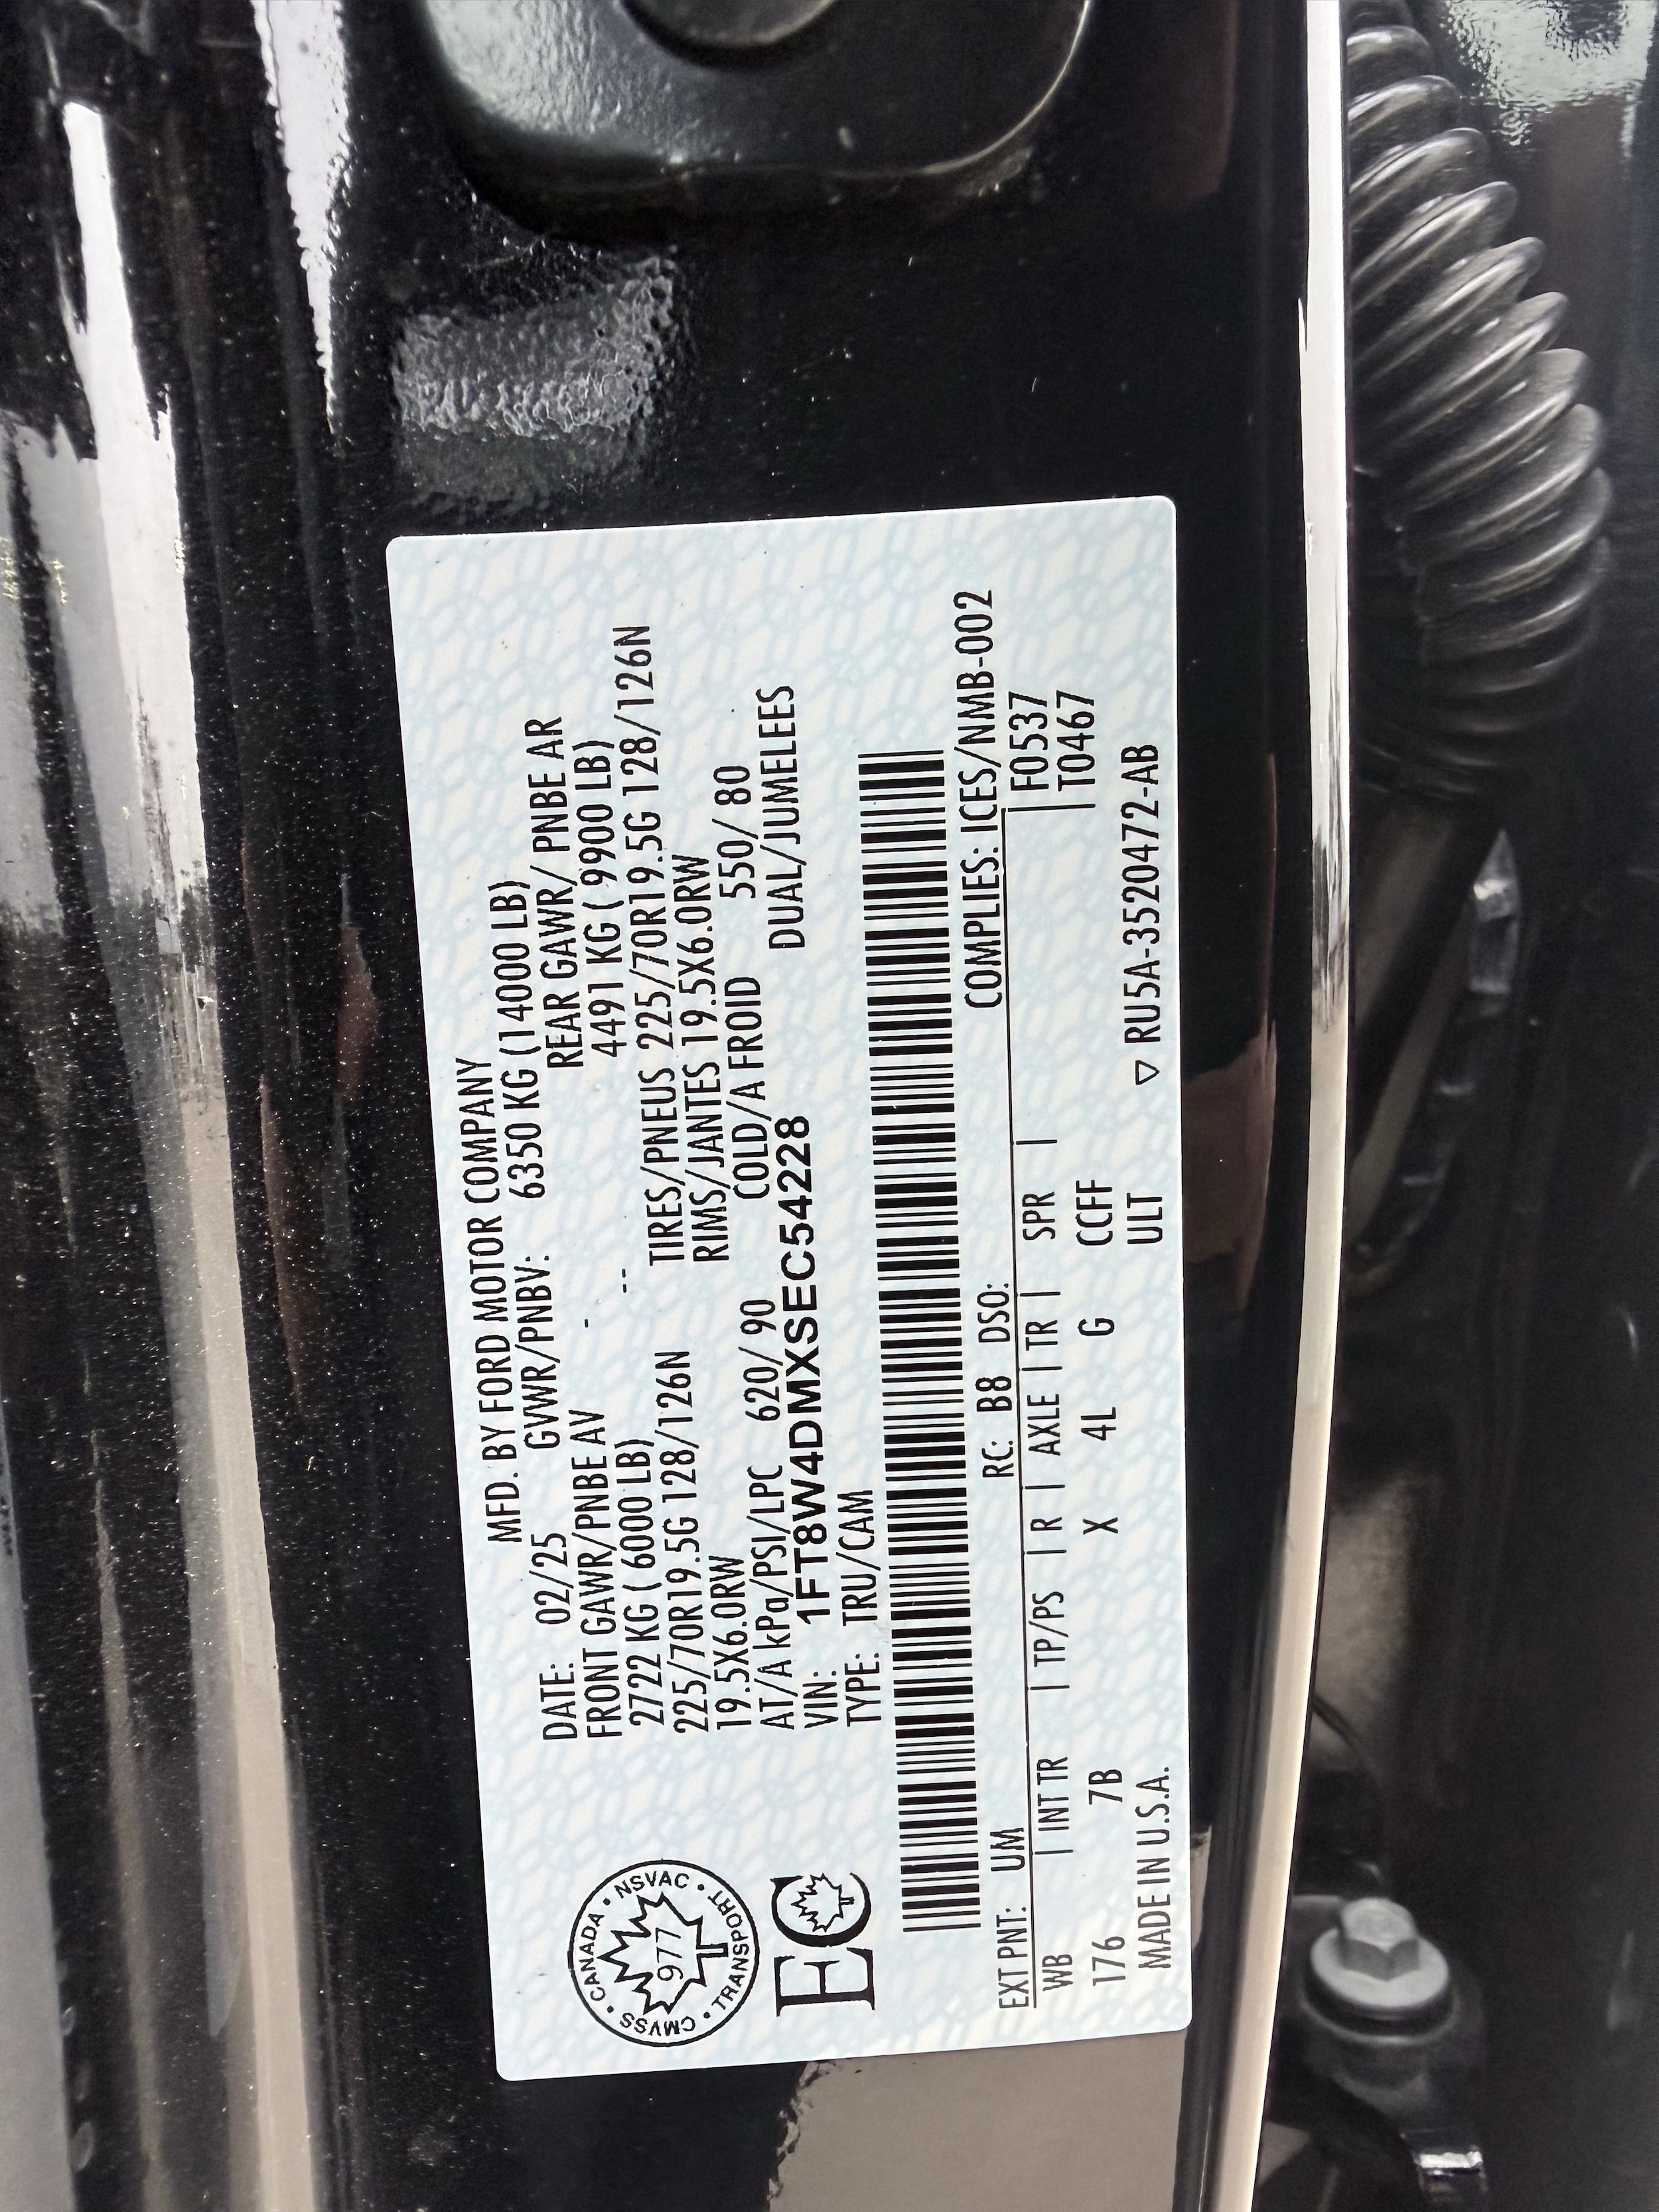 MFD. BY FORD MOTOR COMPANY
DATE: 02/25 GVWR/PNBV: 6350 KG (14000 LB)
FRONT GAWR/PNBE AV - REAR GAWR/ PNBE AR
2722 KG ( 6000 LB) -- 4491 KG ( 9900 LB)
225/70R19.5G 128/126N TIRES/PNEUS 225/70R19.5G 128/126N
19.5X6.0RW RIMS/JANTES 19.5X6.0RW
AT/A kPa/PSI/LPC 620/ 90 COLD/A FROID 550/ 80
VIN: 1FT8W4DMXSEC54228 DUAL/JUMELEES
TYPE: TRU/CAM
CANADA • NSVAC • TRANSPORT • CMVSS •
977
EC
COMPLIES: ICES/NMB-002
EXT PNT: UM RC: B8 DSO:
WB | INT TR | TP/PS | R | AXLE | TR | SPR | | F0537
176 7B X 4L G CCFF T0467
MADE IN U.S.A. ULT ▽ RU5A-3520472-AB